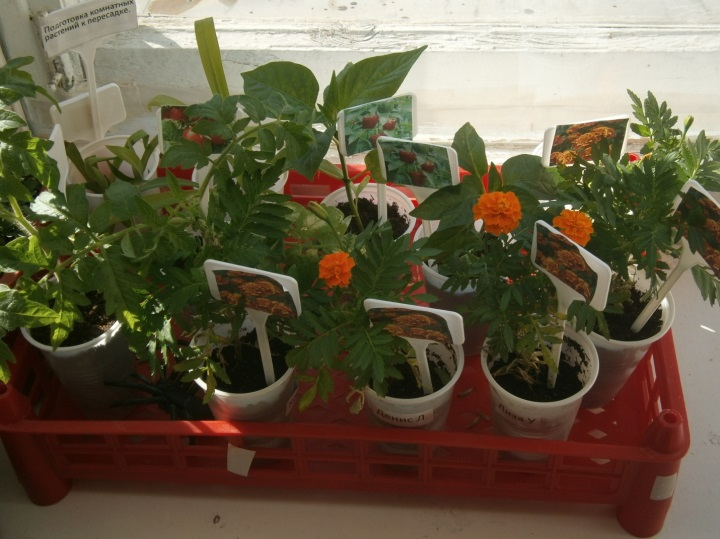 Подготовка комнатных
растений к пересадке.
Денис Л
Лиза У